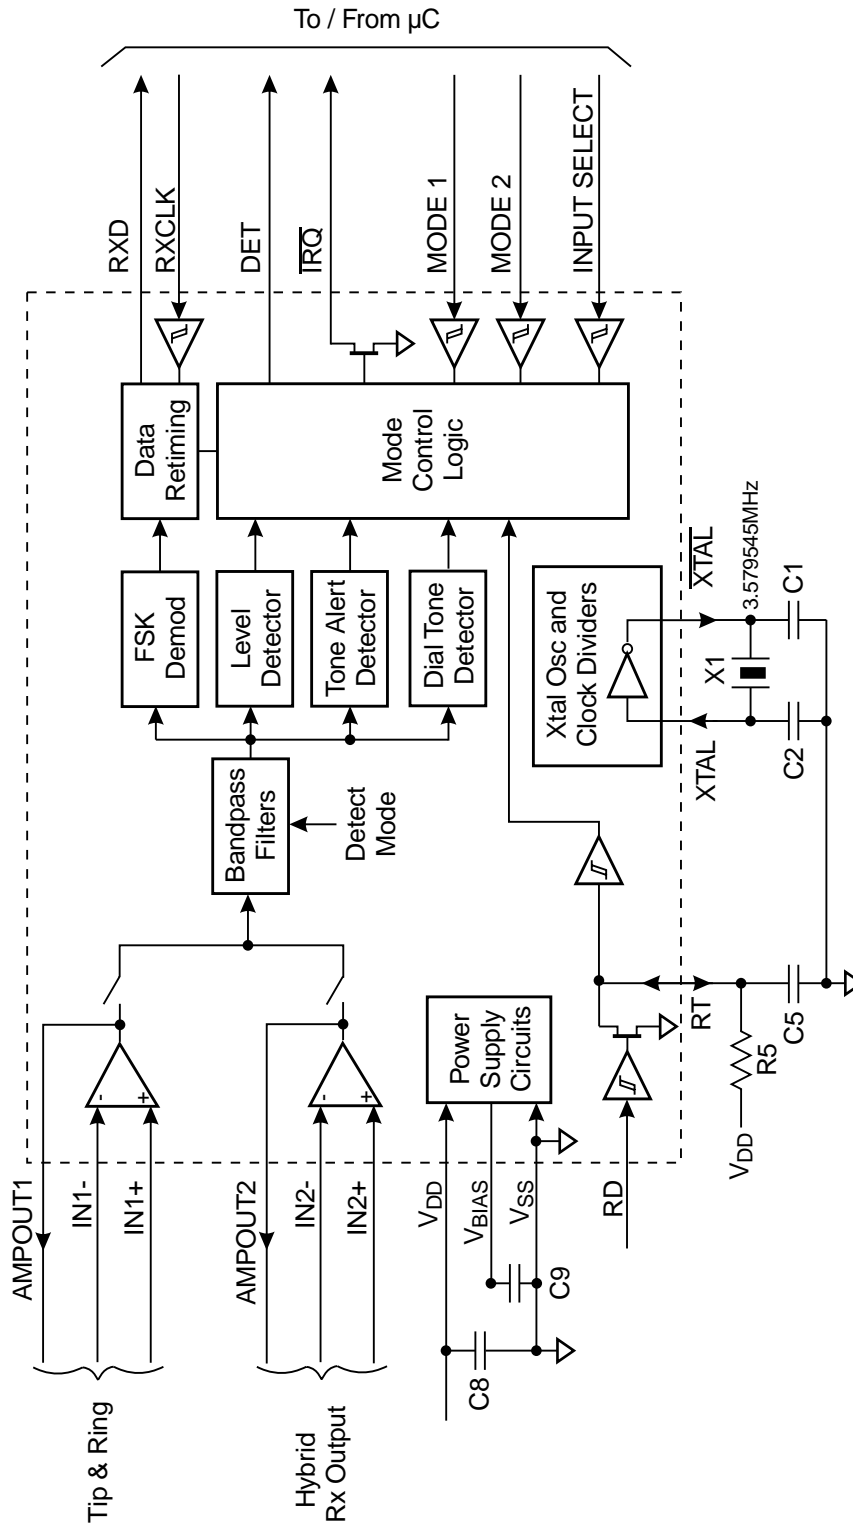 To / From µC
RXD
RXCLK
DET
IRQ
MODE 1
MODE 2
INPUT SELECT
Data
Retiming
Mode
Control
Logic
FSK
Demod
Level
Detector
Tone Alert
Detector
Dial Tone
Detector
Xtal Osc and
Clock Dividers
XTAL
3.579545MHz
X1
C1
XTAL
C2
Bandpass
Filters
Detect
Mode
-
+
-
+
Power
Supply
Circuits
RT
C5
R5
VDD
AMPOUT1
IN1-
IN1+
AMPOUT2
IN2-
IN2+
VDD
VBIAS
VSS
RD
C9
C8
Tip & Ring
Hybrid
Rx Output